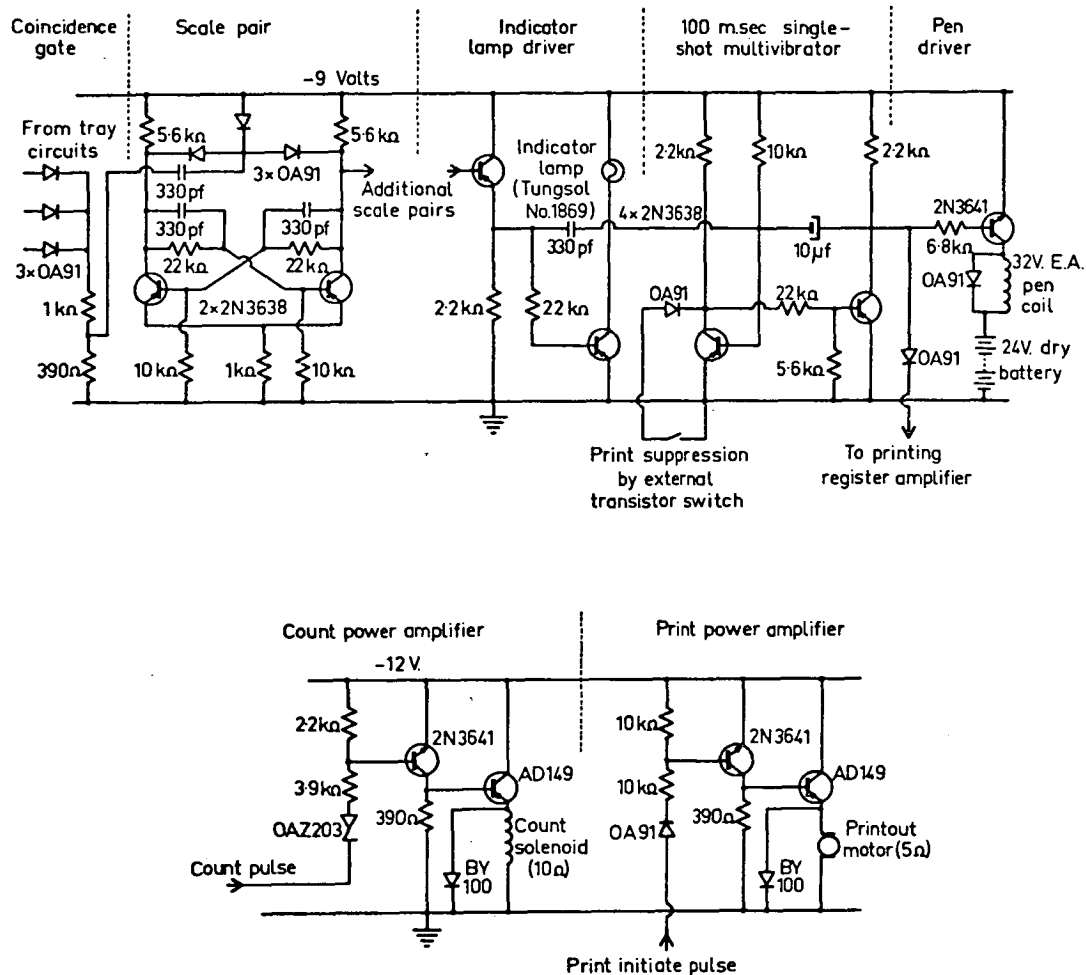 Coincidence
gate
Scale pair
Indicator
lamp driver
100 m.sec single-
shot multivibrator
Pen
driver
-9 Volts
From tray
circuits
5·6kΩ
5·6kΩ
3×OA91
330pf
330pf
330pf
22kΩ
22kΩ
Additional
scale pairs
3×OA91
1kΩ
390Ω
2×2N3638
10kΩ
1kΩ
10kΩ
Indicator
lamp
(Tungsol
No.1869)
330pf
2·2kΩ
22kΩ
4×2N3638
2·2kΩ
10kΩ
2·2kΩ
10µf
OA91
22kΩ
5·6kΩ
2N3641
6.8kΩ
OA91
32V. E.A.
pen
coil
24V. dry
battery
OA91
Print suppression
by external
transistor switch
To printing
register amplifier
Count power amplifier
Print power amplifier
-12 V.
2·2kΩ
2N3641
3.9kΩ
AD149
OAZ203
390Ω
Count
solenoid
(10Ω)
BY
100
Count pulse
10kΩ
2N3641
10kΩ
AD149
OA91
390Ω
Printout
motor(5Ω)
BY
100
Print initiate pulse